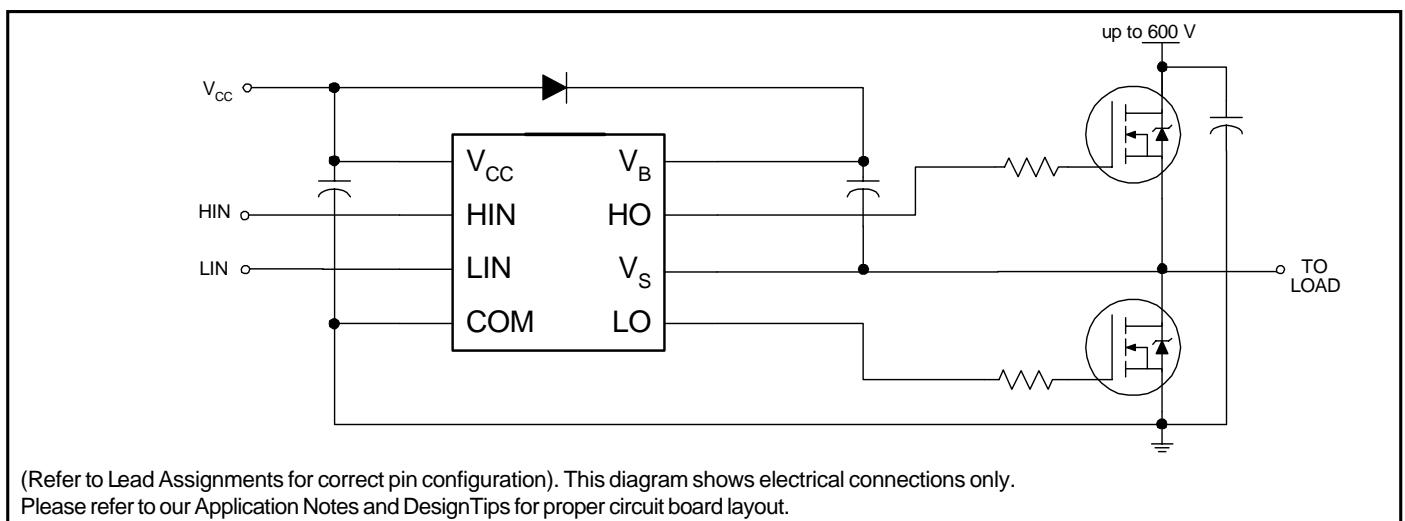 up to 600 V
VCC
VCC
VB
HIN
HIN
HO
LIN
LIN
VS
TO
LOAD
COM
LO
(Refer to Lead Assignments for correct pin configuration). This diagram shows electrical connections only.
Please refer to our Application Notes and DesignTips for proper circuit board layout.